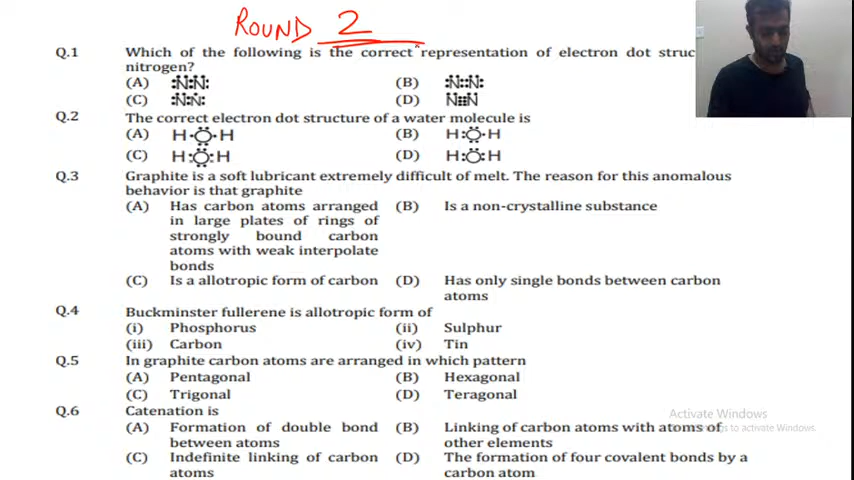 ROUND 2
Q.1 Which of the following is the correct representation of electron dot struc
nitrogen?
(A) :N::N: (B) :N::N:
(C) :N:N: (D) N N
Q.2 The correct electron dot structure of a water molecule is
(A) H·O·H (B) H:O·H
(C) H:O:H (D) H:O:H
Q.3 Graphite is a soft lubricant extremely difficult of melt. The reason for this anomalous
behavior is that graphite
(A) Has carbon atoms arranged (B) Is a non-crystalline substance
in large plates of rings of
strongly bound carbon
atoms with weak interpolate
bonds
(C) Is a allotropic form of carbon (D) Has only single bonds between carbon
atoms
Q.4 Buckminster fullerene is allotropic form of
(i) Phosphorus (ii) Sulphur
(iii) Carbon (iv) Tin
Q.5 In graphite carbon atoms are arranged in which pattern
(A) Pentagonal (B) Hexagonal
(C) Trigonal (D) Teragonal
Q.6 Catenation is
(A) Formation of double bond (B) Linking of carbon atoms with atoms of
between atoms other elements
(C) Indefinite linking of carbon (D) The formation of four covalent bonds by a
atoms carbon atom
Activate Windows
to activate Windows.